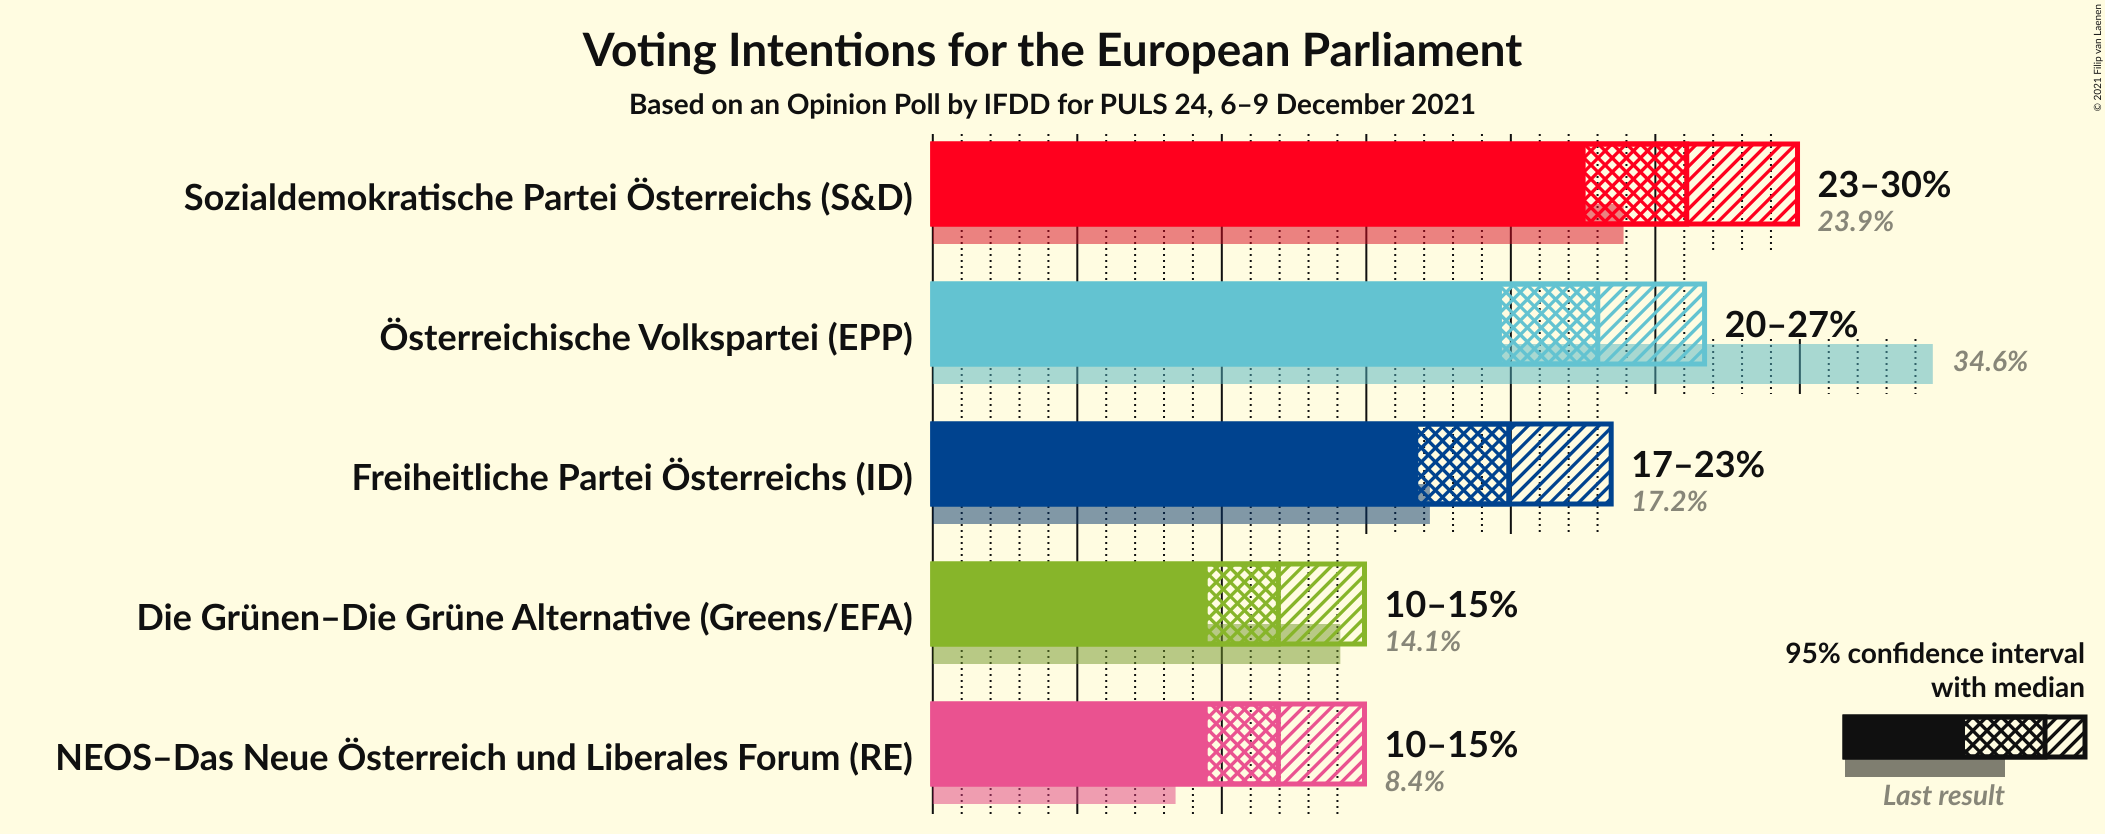 Voting Intentions for the European Parliament
Based on an Opinion Poll by IFDD for PULS 24, 6–9 December 2021
© 2021 Filip van Laenen
Sozialdemokratische Partei Österreichs (S&D)
23–30%
23.9%
Österreichische Volkspartei (EPP)
20–27%
34.6%
Freiheitliche Partei Österreichs (ID)
17–23%
17.2%
Die Grünen–Die Grüne Alternative (Greens/EFA)
10–15%
14.1%
NEOS–Das Neue Österreich und Liberales Forum (RE)
10–15%
8.4%
95% confidence interval
with median
Last result